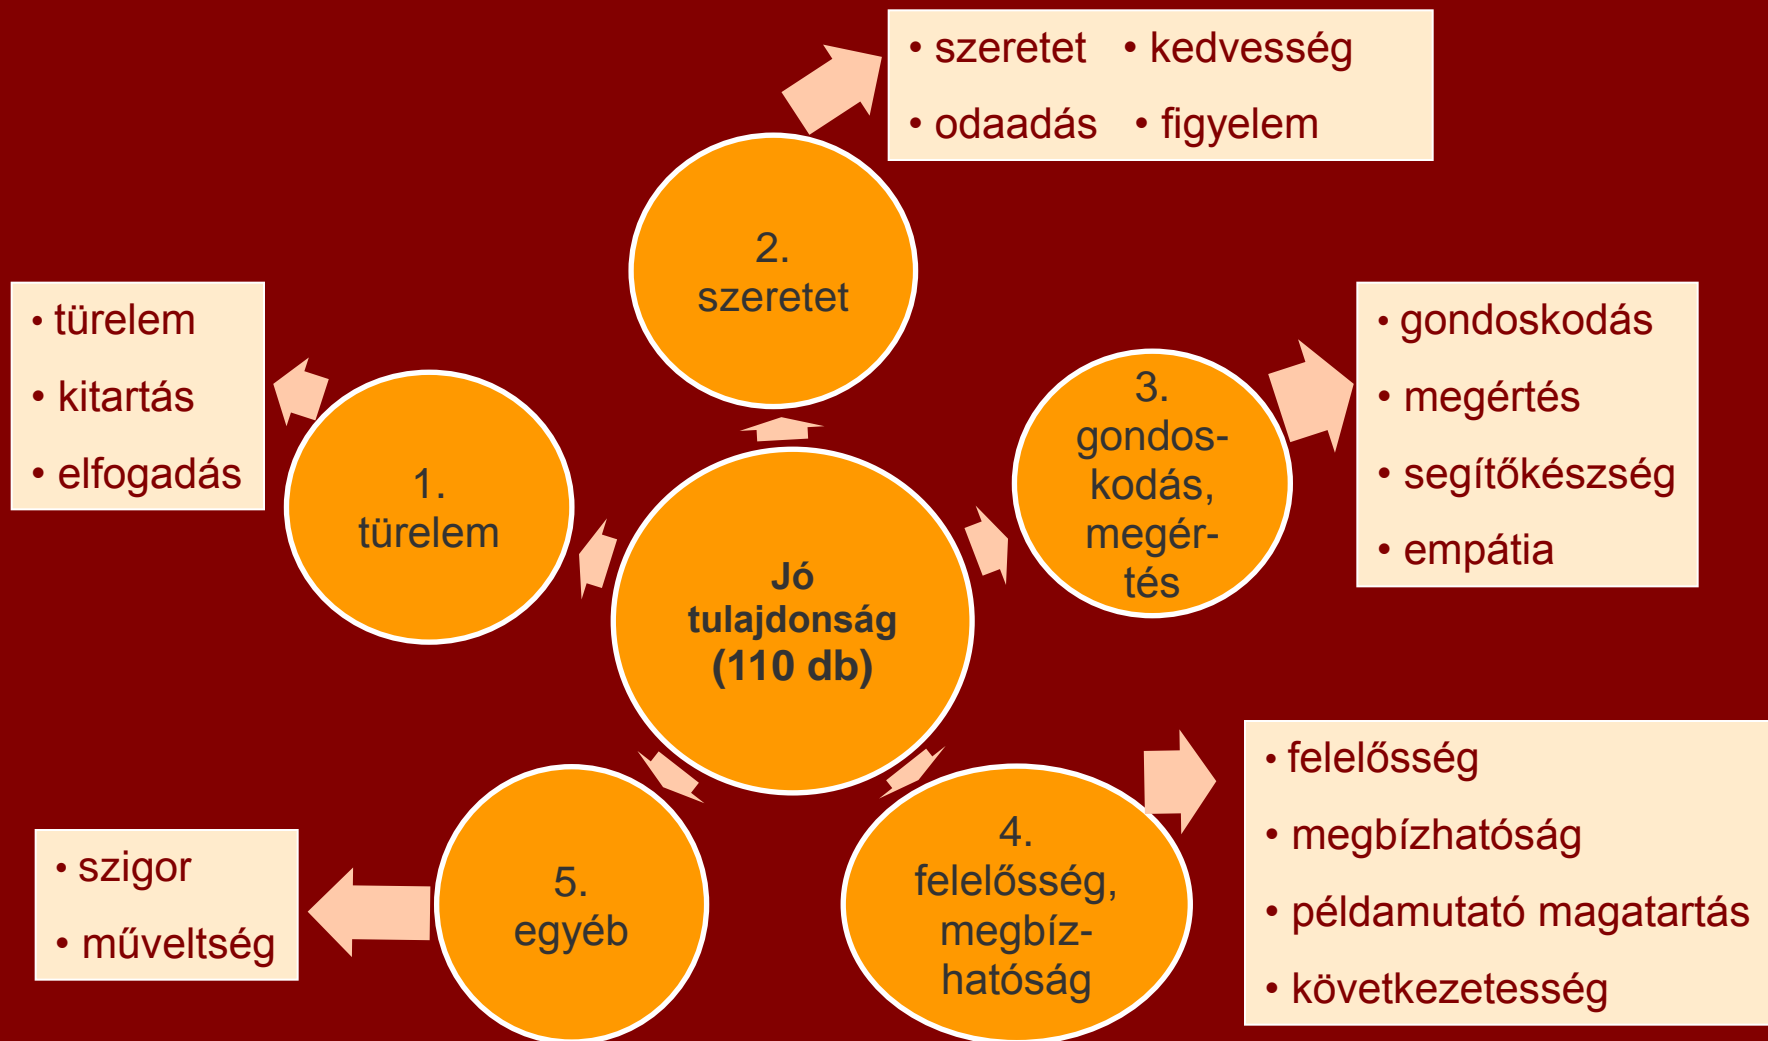 • szeretet • kedvesség
• odaadás • figyelem
2.
szeretet
• türelem
• kitartás
• elfogadás
1.
türelem
3.
gondos-
kodás,
megér-
tés
• gondoskodás
• megértés
• segítőkészség
• empátia
Jó
tulajdonság
(110 db)
4.
felelősség,
megbíz-
hatóság
• felelősség
• megbízhatóság
• példamutató magatartás
• következetesség
5.
egyéb
• szigor
• műveltség